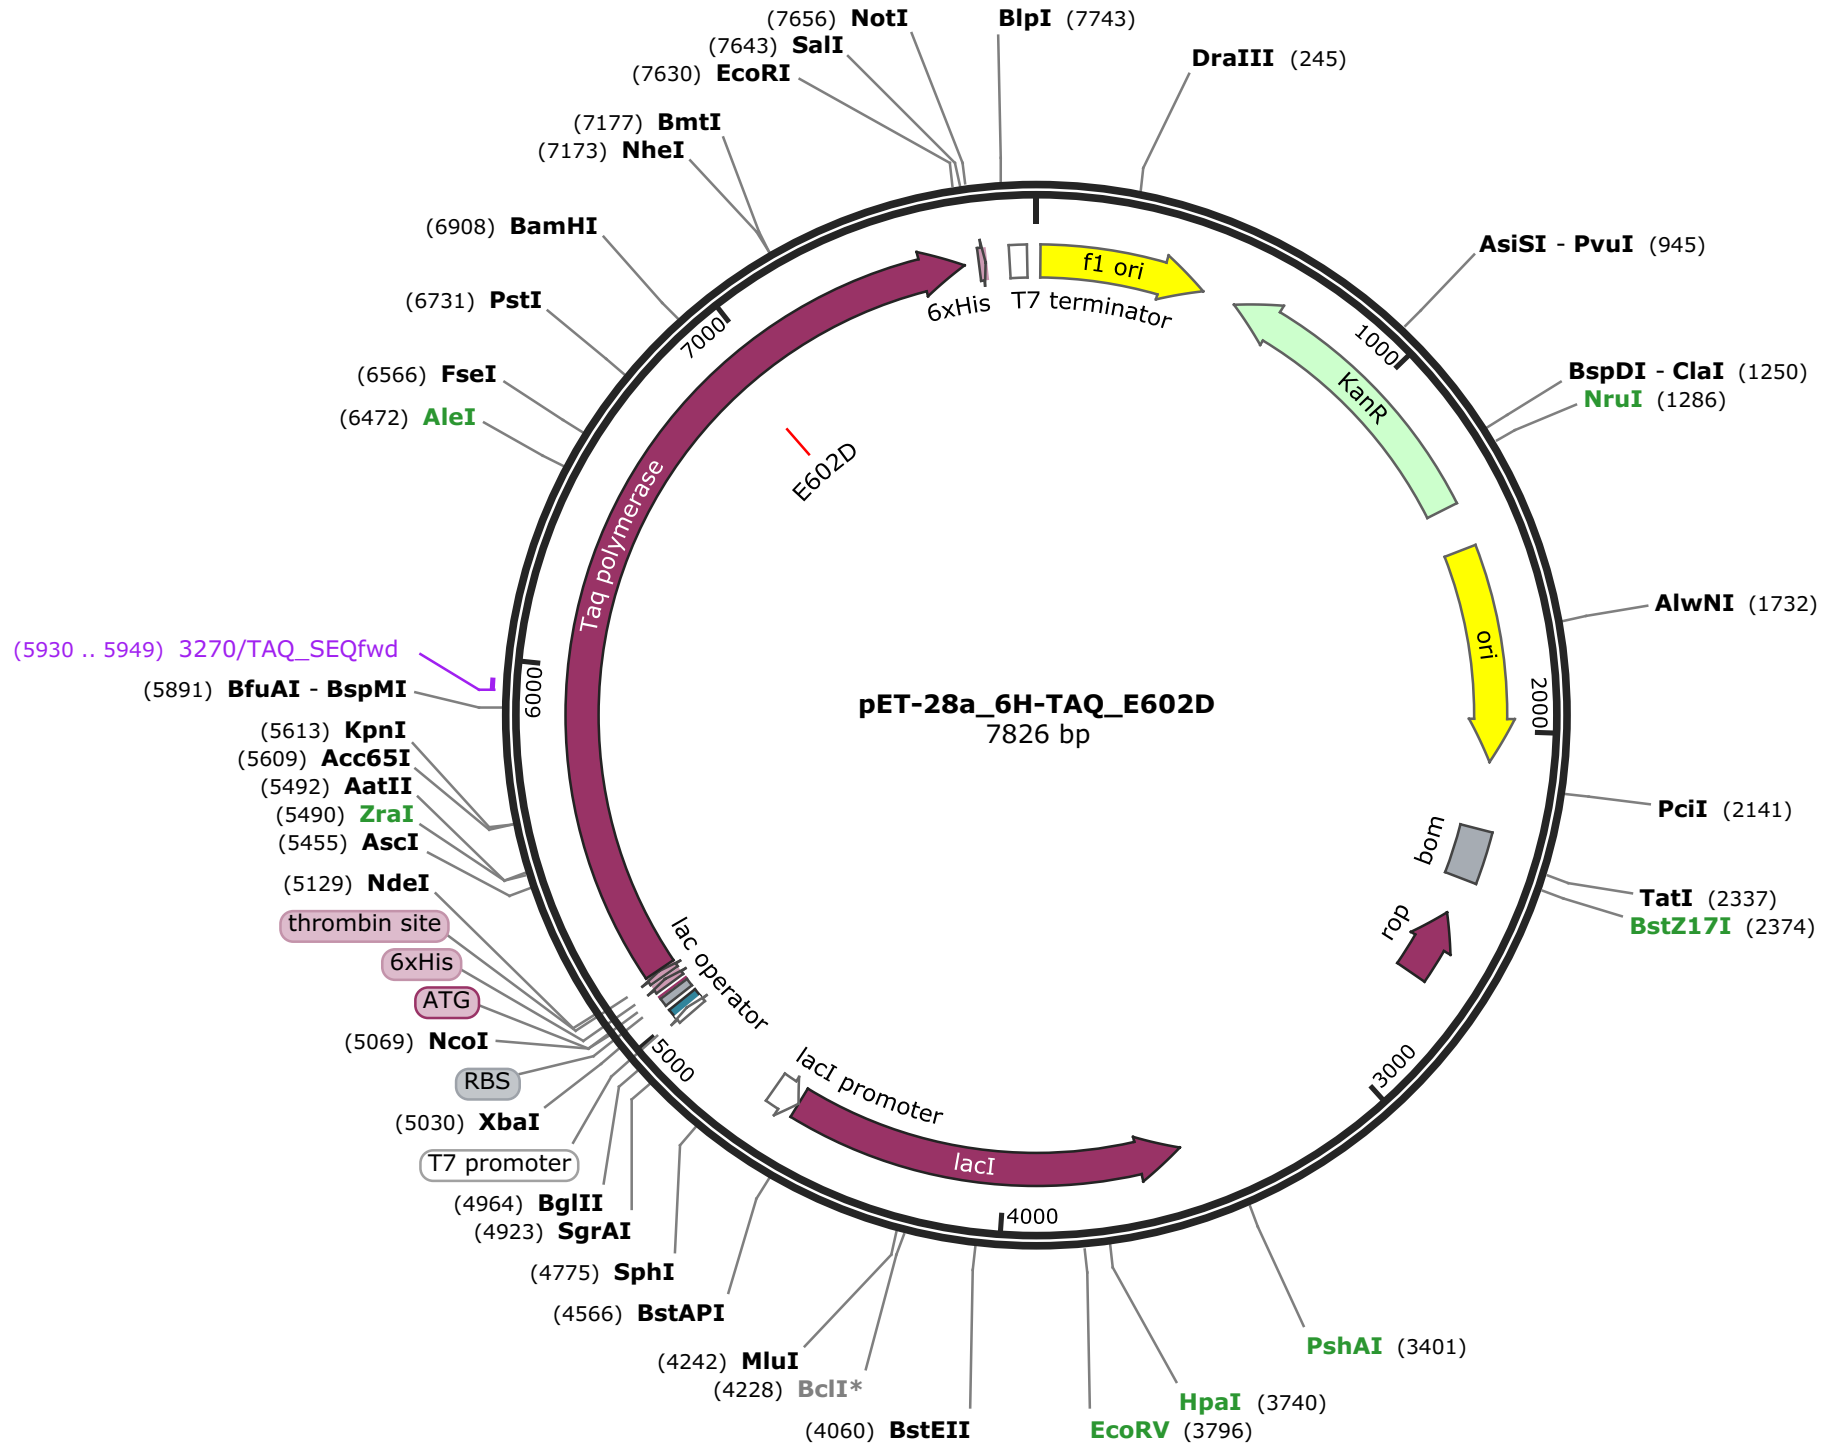 (7656) NotI
BlpI (7743)
(7643) SalI
DraIII (245)
(7630) EcoRI
(7177) BmtI
(7173) NheI
(6908) BamHI
AsiSI - PvuI (945)
(6731) PstI
(6566) FseI
BspDI - ClaI (1250)
(6472) AleI
NruI (1286)
f1 ori
6xHis
T7 terminator
7000
1000
KanR
E602D
Taq polymerase
AlwNI (1732)
ori
(5930 .. 5949) 3270/TAQ_SEQfwd
(5891) BfuAI - BspMI
6000
2000
pET-28a_6H-TAQ_E602D
7826 bp
(5613) KpnI
(5609) Acc65I
(5492) AatII
(5490) ZraI
(5455) AscI
PciI (2141)
bom
(5129) NdeI
TatI (2337)
thrombin site
rop
BstZ17I (2374)
6xHis
lac operator
ATG
(5069) NcoI
5000
3000
RBS
lacI promoter
(5030) XbaI
T7 promoter
lacI
(4964) BglII
4000
(4923) SgrAI
(4775) SphI
(4566) BstAPI
PshAI (3401)
(4242) MluI
(4228) BclI*
HpaI (3740)
(4060) BstEII
EcoRV (3796)